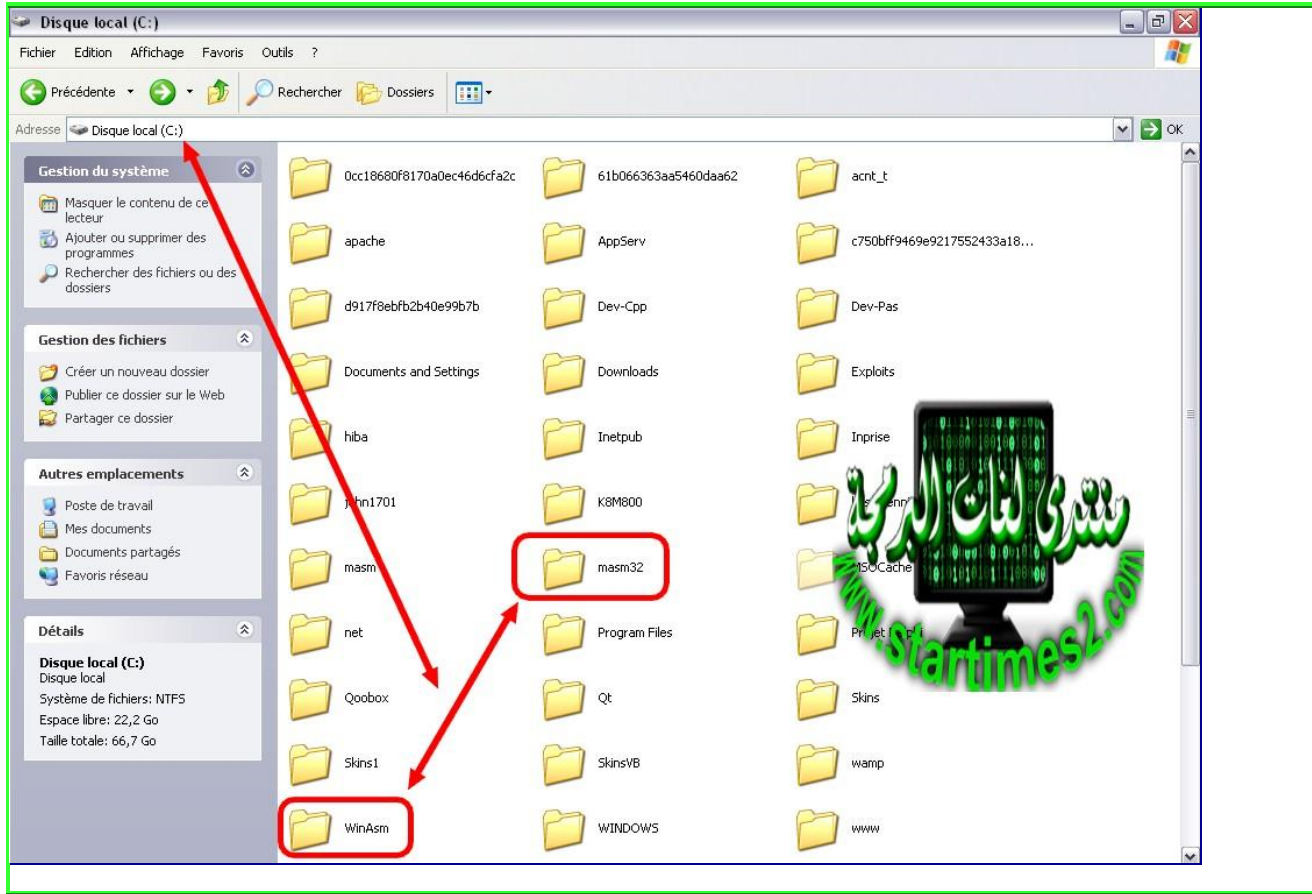 Disque local (C:)
Fichier Edition Affichage Favoris Outils ?
Précédente Rechercher Dossiers
Adresse Disque local (C:) OK
Gestion du système
Masquer le contenu de ce
lecteur
Ajouter ou supprimer des
programmes
Rechercher des fichiers ou des
dossiers
Gestion des fichiers
Créer un nouveau dossier
Publier ce dossier sur le Web
Partager ce dossier
Autres emplacements
Poste de travail
Mes documents
Documents partagés
Favoris réseau
Détails
Disque local (C:)
Disque local
Système de fichiers: NTFS
Espace libre: 22,2 Go
Taille totale: 66,7 Go
0cc18680f8170a0ec46d6cfa2c 61b066363aa5460daa62 acnt_t
apache AppServ c750bff9469e9217552433a18...
d917f8ebfb2b40e99b7b Dev-Cpp Dev-Pas
Documents and Settings Downloads Exploits
hiba Inetpub Inprise
john1701 K8M800
masm masm32 MSOCache
net Program Files Projet Delphi
Qoobox Qt Skins
Skins1 SkinsVB wamp
WinAsm WINDOWS www
منتدى لغات البرمجة
www.startimes2.com